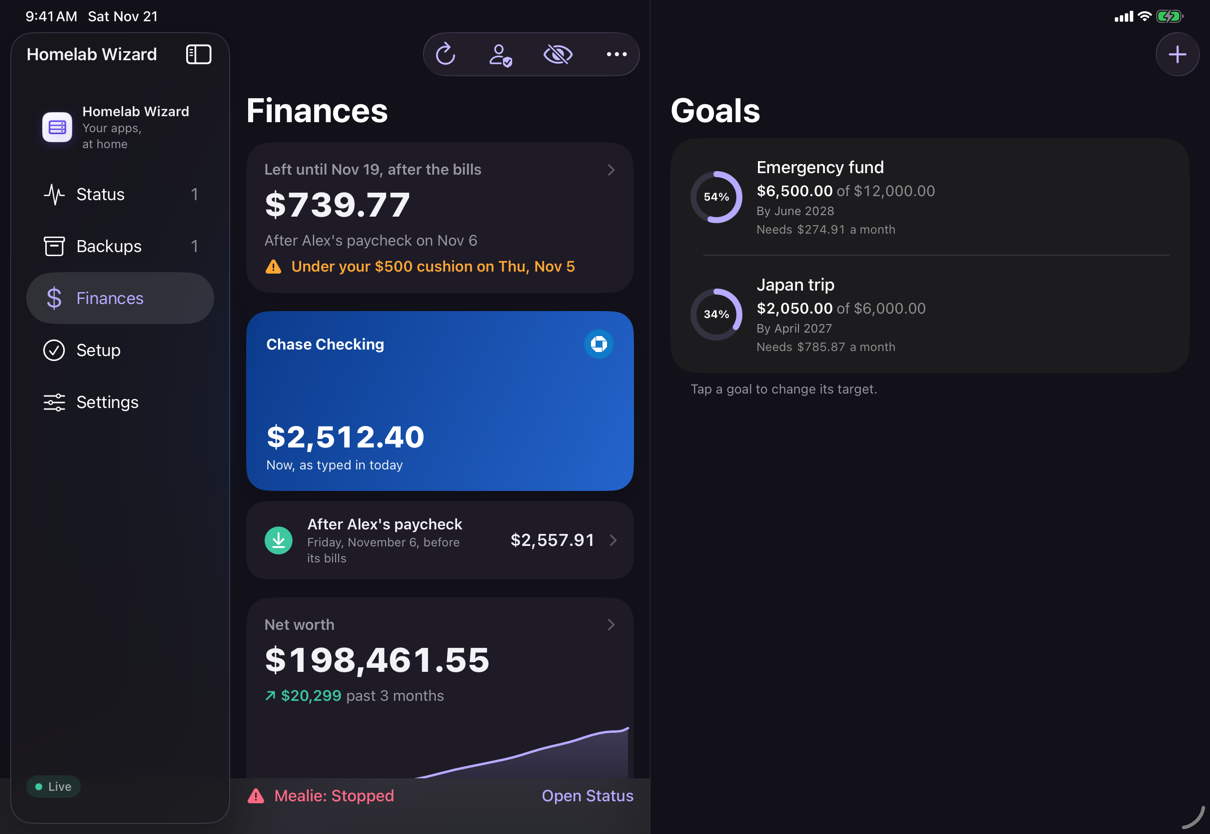 9:41 AM Sat Nov 21
Homelab Wizard
Homelab Wizard
Your apps,
at home
Status 1
Backups 1
Finances
Setup
Settings
Live
Finances
Left until Nov 19, after the bills
$739.77
After Alex's paycheck on Nov 6
Under your $500 cushion on Thu, Nov 5
Chase Checking
$2,512.40
Now, as typed in today
After Alex's paycheck
Friday, November 6, before
its bills
$2,557.91
Net worth
$198,461.55
$20,299 past 3 months
Mealie: Stopped
Open Status
Goals
54%
Emergency fund
$6,500.00 of $12,000.00
By June 2028
Needs $274.91 a month
34%
Japan trip
$2,050.00 of $6,000.00
By April 2027
Needs $785.87 a month
Tap a goal to change its target.